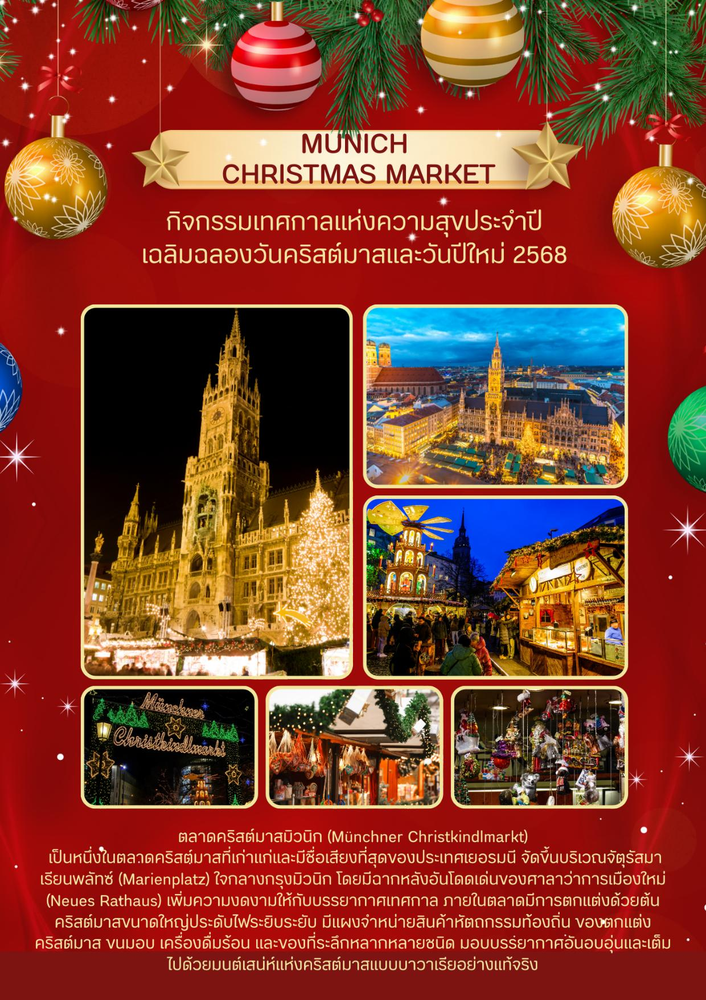 MUNICH
CHRISTMAS MARKET
กิจกรรมเทศกาลแห่งความสุขประจำปี
เฉลิมฉลองวันคริสต์มาสและวันปีใหม่ 2568
Münchner
Christkindlmarkt
ตลาดคริสต์มาสมิวนิก (Münchner Christkindlmarkt)
เป็นหนึ่งในตลาดคริสต์มาสที่เก่าแก่และมีชื่อเสียงที่สุดของประเทศเยอรมนี จัดขึ้นบริเวณจัตุรัสมา
เรียนพลัทซ์ (Marienplatz) ใจกลางกรุงมิวนิก โดยมีฉากหลังอันโดดเด่นของศาลาว่าการเมืองใหม่
(Neues Rathaus) เพิ่มความงดงามให้กับบรรยากาศเทศกาล ภายในตลาดมีการตกแต่งด้วยต้น
คริสต์มาสขนาดใหญ่ประดับไฟระยิบระยับ มีแผงจำหน่ายสินค้าหัตถกรรมท้องถิ่น ของตกแต่ง
คริสต์มาส ขนมอบ เครื่องดื่มร้อน และของที่ระลึกหลากหลายชนิด มอบบรรยากาศอันอบอุ่นและเต็ม
ไปด้วยมนต์เสน่ห์แห่งคริสต์มาสแบบบาวาเรียอย่างแท้จริง